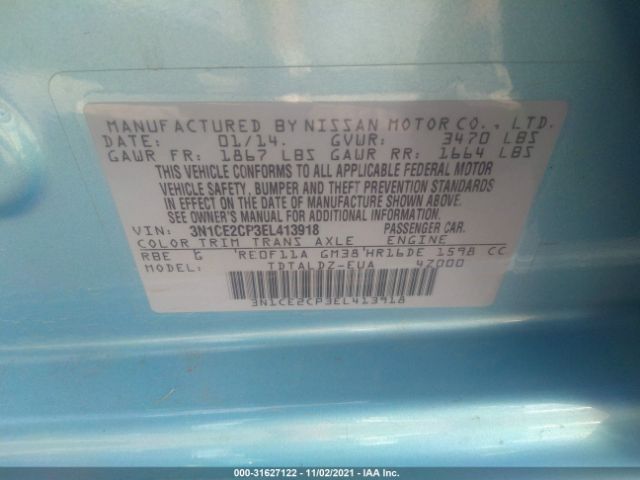 MANUFACTURED BY NISSAN MOTOR CO., LTD.
DATE: 01/14. GVWR: 3470 LBS
GAWR FR: 1867 LBS GAWR RR: 1664 LBS
THIS VEHICLE CONFORMS TO ALL APPLICABLE FEDERAL MOTOR
VEHICLE SAFETY, BUMPER AND THEFT PREVENTION STANDARDS
IN EFFECT ON THE DATE OF MANUFACTURE SHOWN ABOVE.
SEE OWNER'S MANUAL FOR ADDITIONAL INFORMATION.
VIN: 3N1CE2CP3EL413918 PASSENGER CAR.
COLOR TRIM TRANS AXLE ENGINE
RBE G 'RE0F11A GM38'HR16DE 1598 CC
MODEL: TDTALDZ-EUA 47000
3N1CE2CP3EL413918
000-31627122 - 11/02/2021 - IAA Inc.